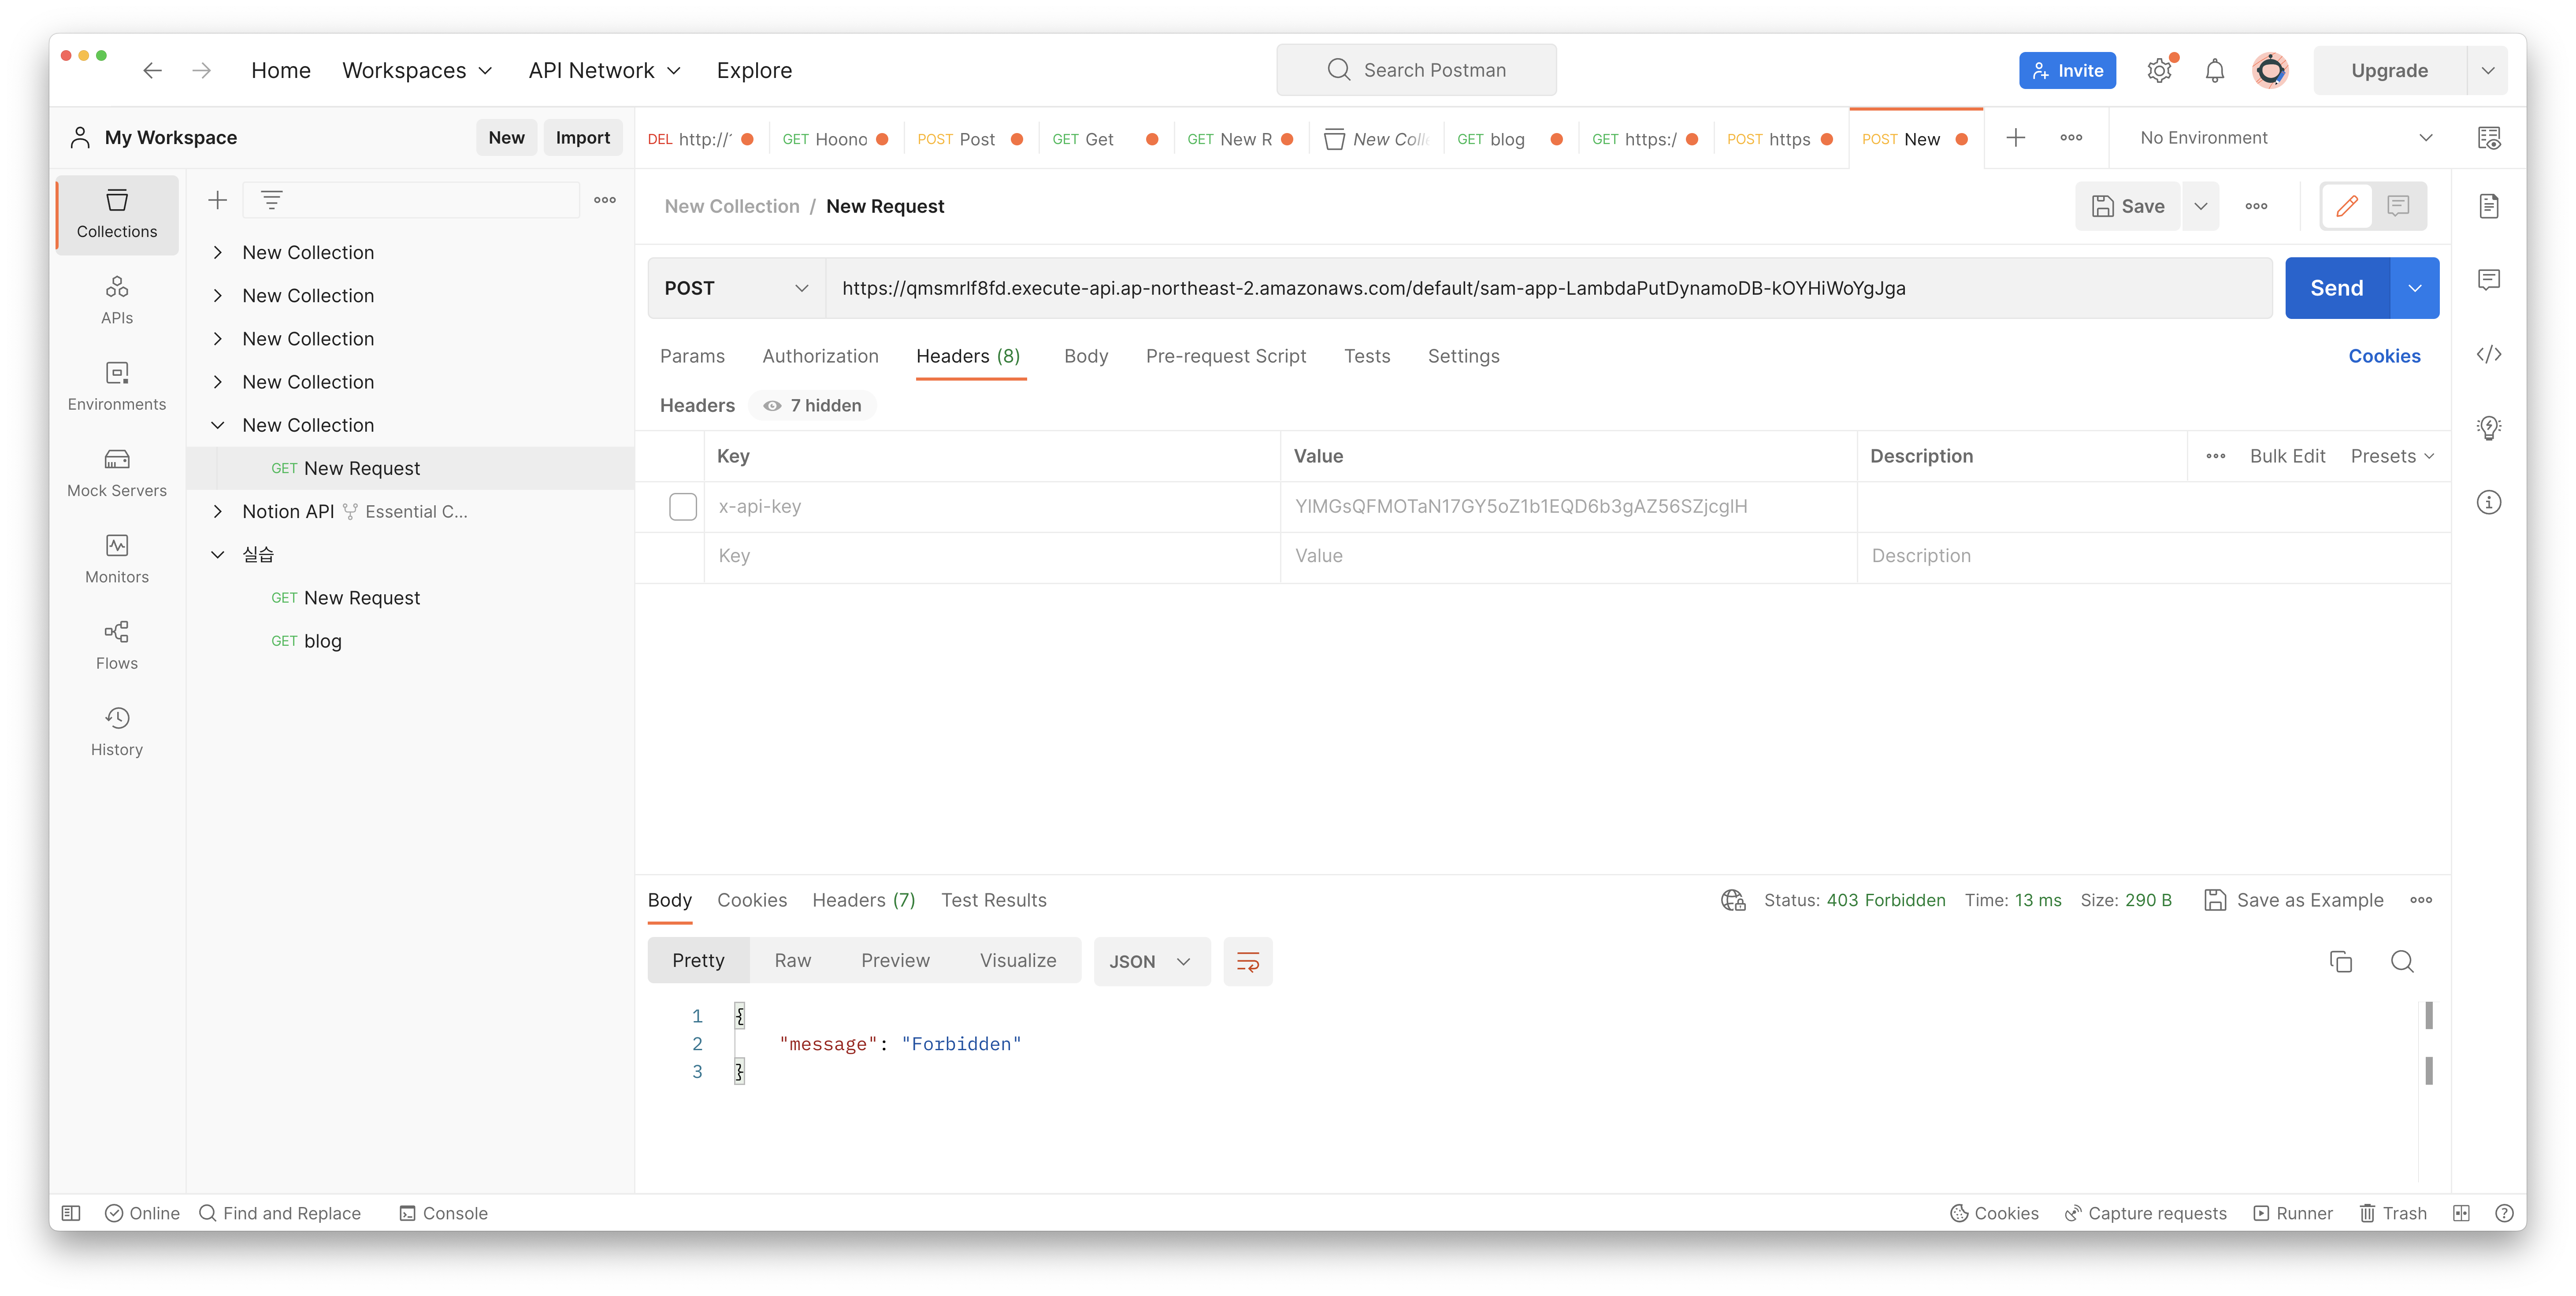 Home Workspaces API Network Explore
Search Postman
Invite
Upgrade
My Workspace New Import
DEL http:// GET Hoono POST Post GET Get GET New R New Coll GET blog GET https:/ POST https POST New
No Environment
Collections
APIs
Environments
Mock Servers
Monitors
Flows
History
New Collection
New Collection
New Collection
New Collection
New Collection
GET New Request
Notion API Essential C...
실습
GET New Request
GET blog
New Collection / New Request
Save
POST https://qmsmrlf8fd.execute-api.ap-northeast-2.amazonaws.com/default/sam-app-LambdaPutDynamoDB-kOYHiWoYgJga Send
Params Authorization Headers (8) Body Pre-request Script Tests Settings Cookies
Headers 7 hidden
Key Value Description Bulk Edit Presets
x-api-key YIMGsQFMOTaN17GY5oZ1b1EQD6b3gAZ56SZjcglH
Key Value Description
Body Cookies Headers (7) Test Results Status: 403 Forbidden Time: 13 ms Size: 290 B Save as Example
Pretty Raw Preview Visualize JSON
1 {
2 "message": "Forbidden"
3 }
Online Find and Replace Console Cookies Capture requests Runner Trash